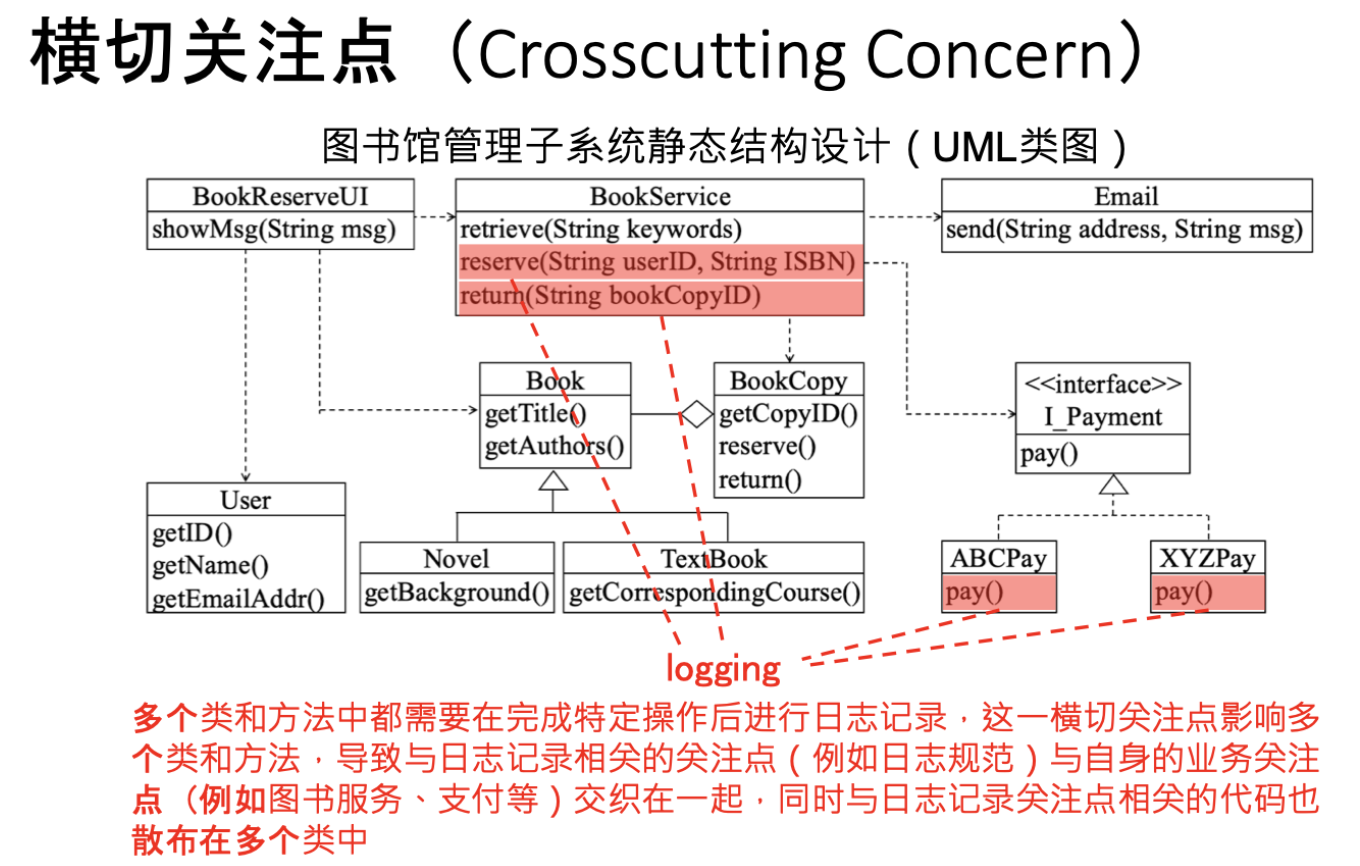 横切关注点（Crosscutting Concern）
图书馆管理子系统静态结构设计（UML类图）
BookReserveUI
showMsg(String msg)
BookService
retrieve(String keywords)
reserve(String userID, String ISBN)
return(String bookCopyID)
Email
send(String address, String msg)
Book
getTitle()
getAuthors()
BookCopy
getCopyID()
reserve()
return()
<<interface>>
I_Payment
pay()
User
getID()
getName()
getEmailAddr()
Novel
getBackground()
TextBook
getCorrespondingCourse()
ABCPay
pay()
XYZPay
pay()
logging
多个类和方法中都需要在完成特定操作后进行日志记录，这一横切关注点影响多
个类和方法，导致与日志记录相关的关注点（例如日志规范）与自身的业务关注
点（例如图书服务、支付等）交织在一起，同时与日志记录关注点相关的代码也
散布在多个类中